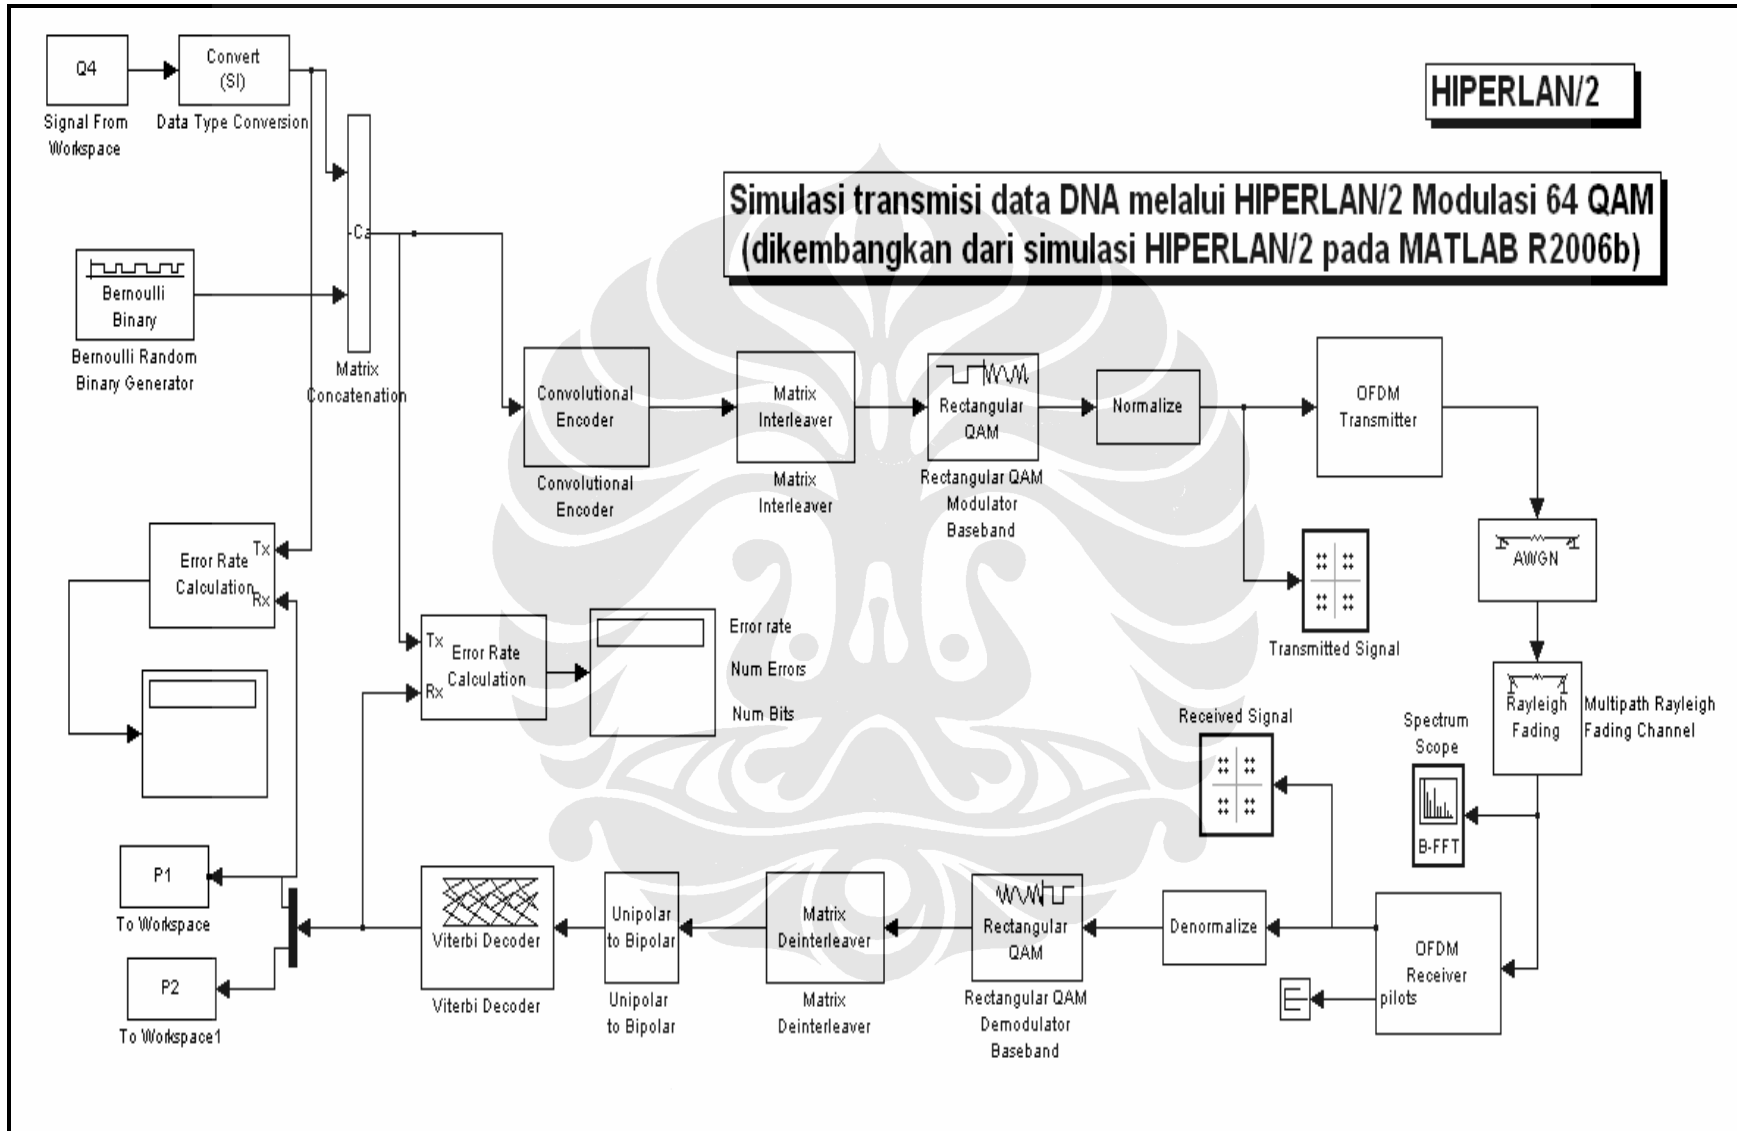 Q4
Signal From
Workspace
Convert
(SI)
Data Type Conversion
HIPERLAN/2
Simulasi transmisi data DNA melalui HIPERLAN/2 Modulasi 64 QAM
(dikembangkan dari simulasi HIPERLAN/2 pada MATLAB R2006b)
Bernoulli
Binary
Bernoulli Random
Binary Generator
Matrix
Concatenation
Convolutional
Encoder
Convolutional
Encoder
Matrix
Interleaver
Matrix
Interleaver
Rectangular
QAM
Rectangular QAM
Modulator
Baseband
Normalize
OFDM
Transmitter
AWGN
Transmitted Signal
Rayleigh
Fading
Multipath Rayleigh
Fading Channel
Tx
Error Rate
Calculation
Rx
Tx
Error Rate
Calculation
Rx
Error rate
Num Errors
Num Bits
Received Signal
Spectrum
Scope
B-FFT
P1
To Workspace
P2
To Workspace1
Viterbi Decoder
Viterbi Decoder
Unipolar
to Bipolar
Unipolar
to Bipolar
Matrix
Deinterleaver
Matrix
Deinterleaver
Rectangular
QAM
Rectangular QAM
Demodulator
Baseband
Denormalize
OFDM
Receiver
pilots